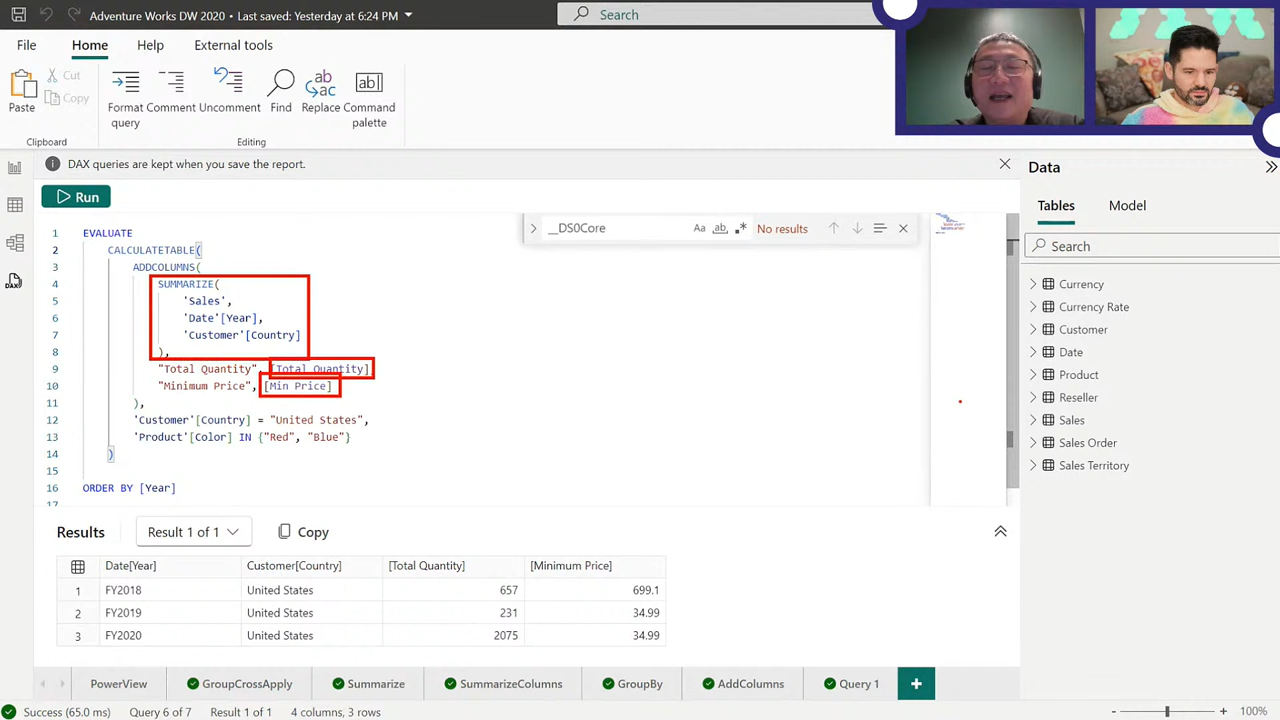 Adventure Works DW 2020 • Last saved: Yesterday at 6:24 PM
Search
File
Home
Help
External tools
Paste
Cut
Copy
Format query
Comment
Uncomment
Find
Replace
Command palette
Clipboard
Editing
DAX queries are kept when you save the report.
Run
__DS0Core
Aa
ab
No results
1 EVALUATE
2 CALCULATETABLE(
3 ADDCOLUMNS(
4 SUMMARIZE(
5 'Sales',
6 'Date'[Year],
7 'Customer'[Country]
8 ),
9 "Total Quantity", [Total Quantity],
10 "Minimum Price", [Min Price]
11 ),
12 'Customer'[Country] = "United States",
13 'Product'[Color] IN {"Red", "Blue"}
14 )
15
16 ORDER BY [Year]
17
Data
Tables
Model
Search
Currency
Currency Rate
Customer
Date
Product
Reseller
Sales
Sales Order
Sales Territory
Results
Result 1 of 1
Copy
Date[Year] Customer[Country] [Total Quantity] [Minimum Price]
1 FY2018 United States 657 699.1
2 FY2019 United States 231 34.99
3 FY2020 United States 2075 34.99
PowerView
GroupCrossApply
Summarize
SummarizeColumns
GroupBy
AddColumns
Query 1
Success (65.0 ms) Query 6 of 7 Result 1 of 1 4 columns, 3 rows
100%